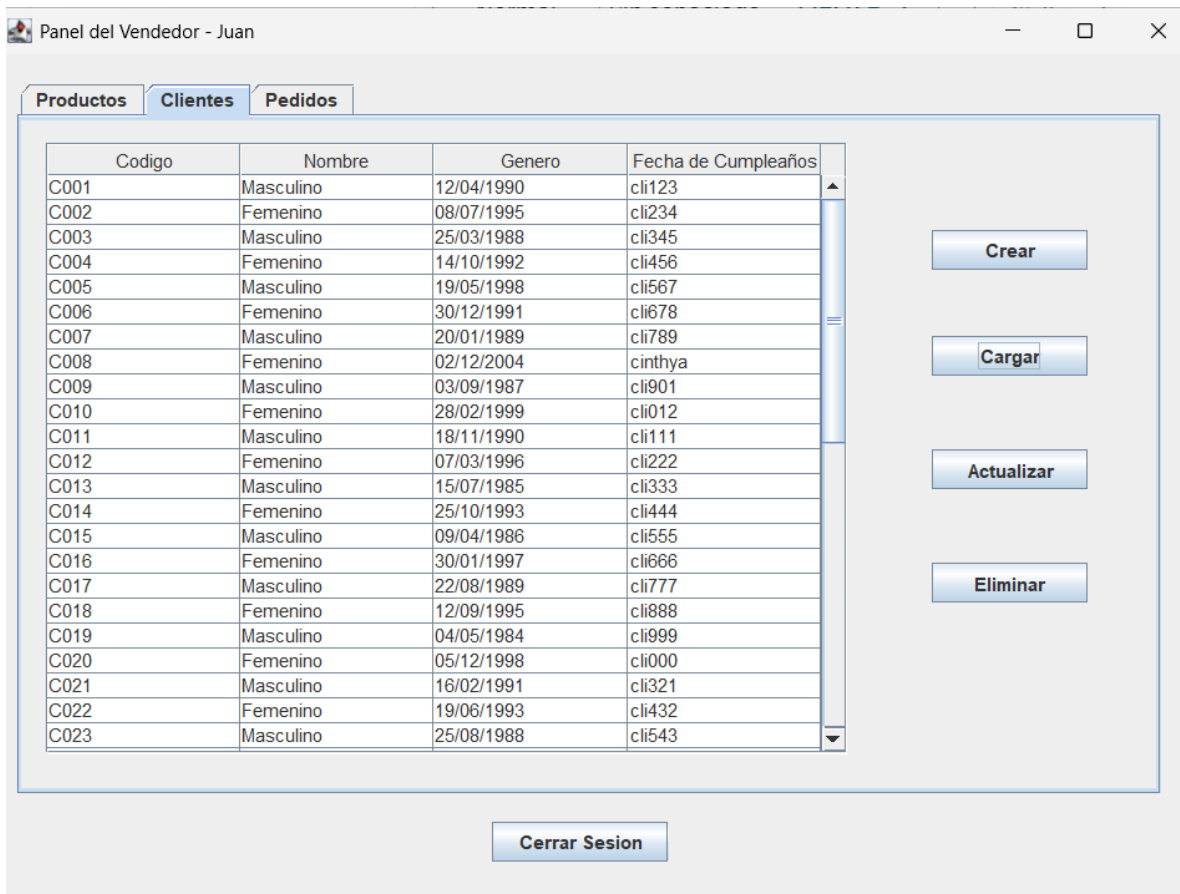 Panel del Vendedor - Juan
Productos Clientes Pedidos
Codigo Nombre Genero Fecha de Cumpleaños
C001 Masculino 12/04/1990 cli123
C002 Femenino 08/07/1995 cli234
C003 Masculino 25/03/1988 cli345
C004 Femenino 14/10/1992 cli456
C005 Masculino 19/05/1998 cli567
C006 Femenino 30/12/1991 cli678
C007 Masculino 20/01/1989 cli789
C008 Femenino 02/12/2004 cinthya
C009 Masculino 03/09/1987 cli901
C010 Femenino 28/02/1999 cli012
C011 Masculino 18/11/1990 cli111
C012 Femenino 07/03/1996 cli222
C013 Masculino 15/07/1985 cli333
C014 Femenino 25/10/1993 cli444
C015 Masculino 09/04/1986 cli555
C016 Femenino 30/01/1997 cli666
C017 Masculino 22/08/1989 cli777
C018 Femenino 12/09/1995 cli888
C019 Masculino 04/05/1984 cli999
C020 Femenino 05/12/1998 cli000
C021 Masculino 16/02/1991 cli321
C022 Femenino 19/06/1993 cli432
C023 Masculino 25/08/1988 cli543
Crear
Cargar
Actualizar
Eliminar
Cerrar Sesion